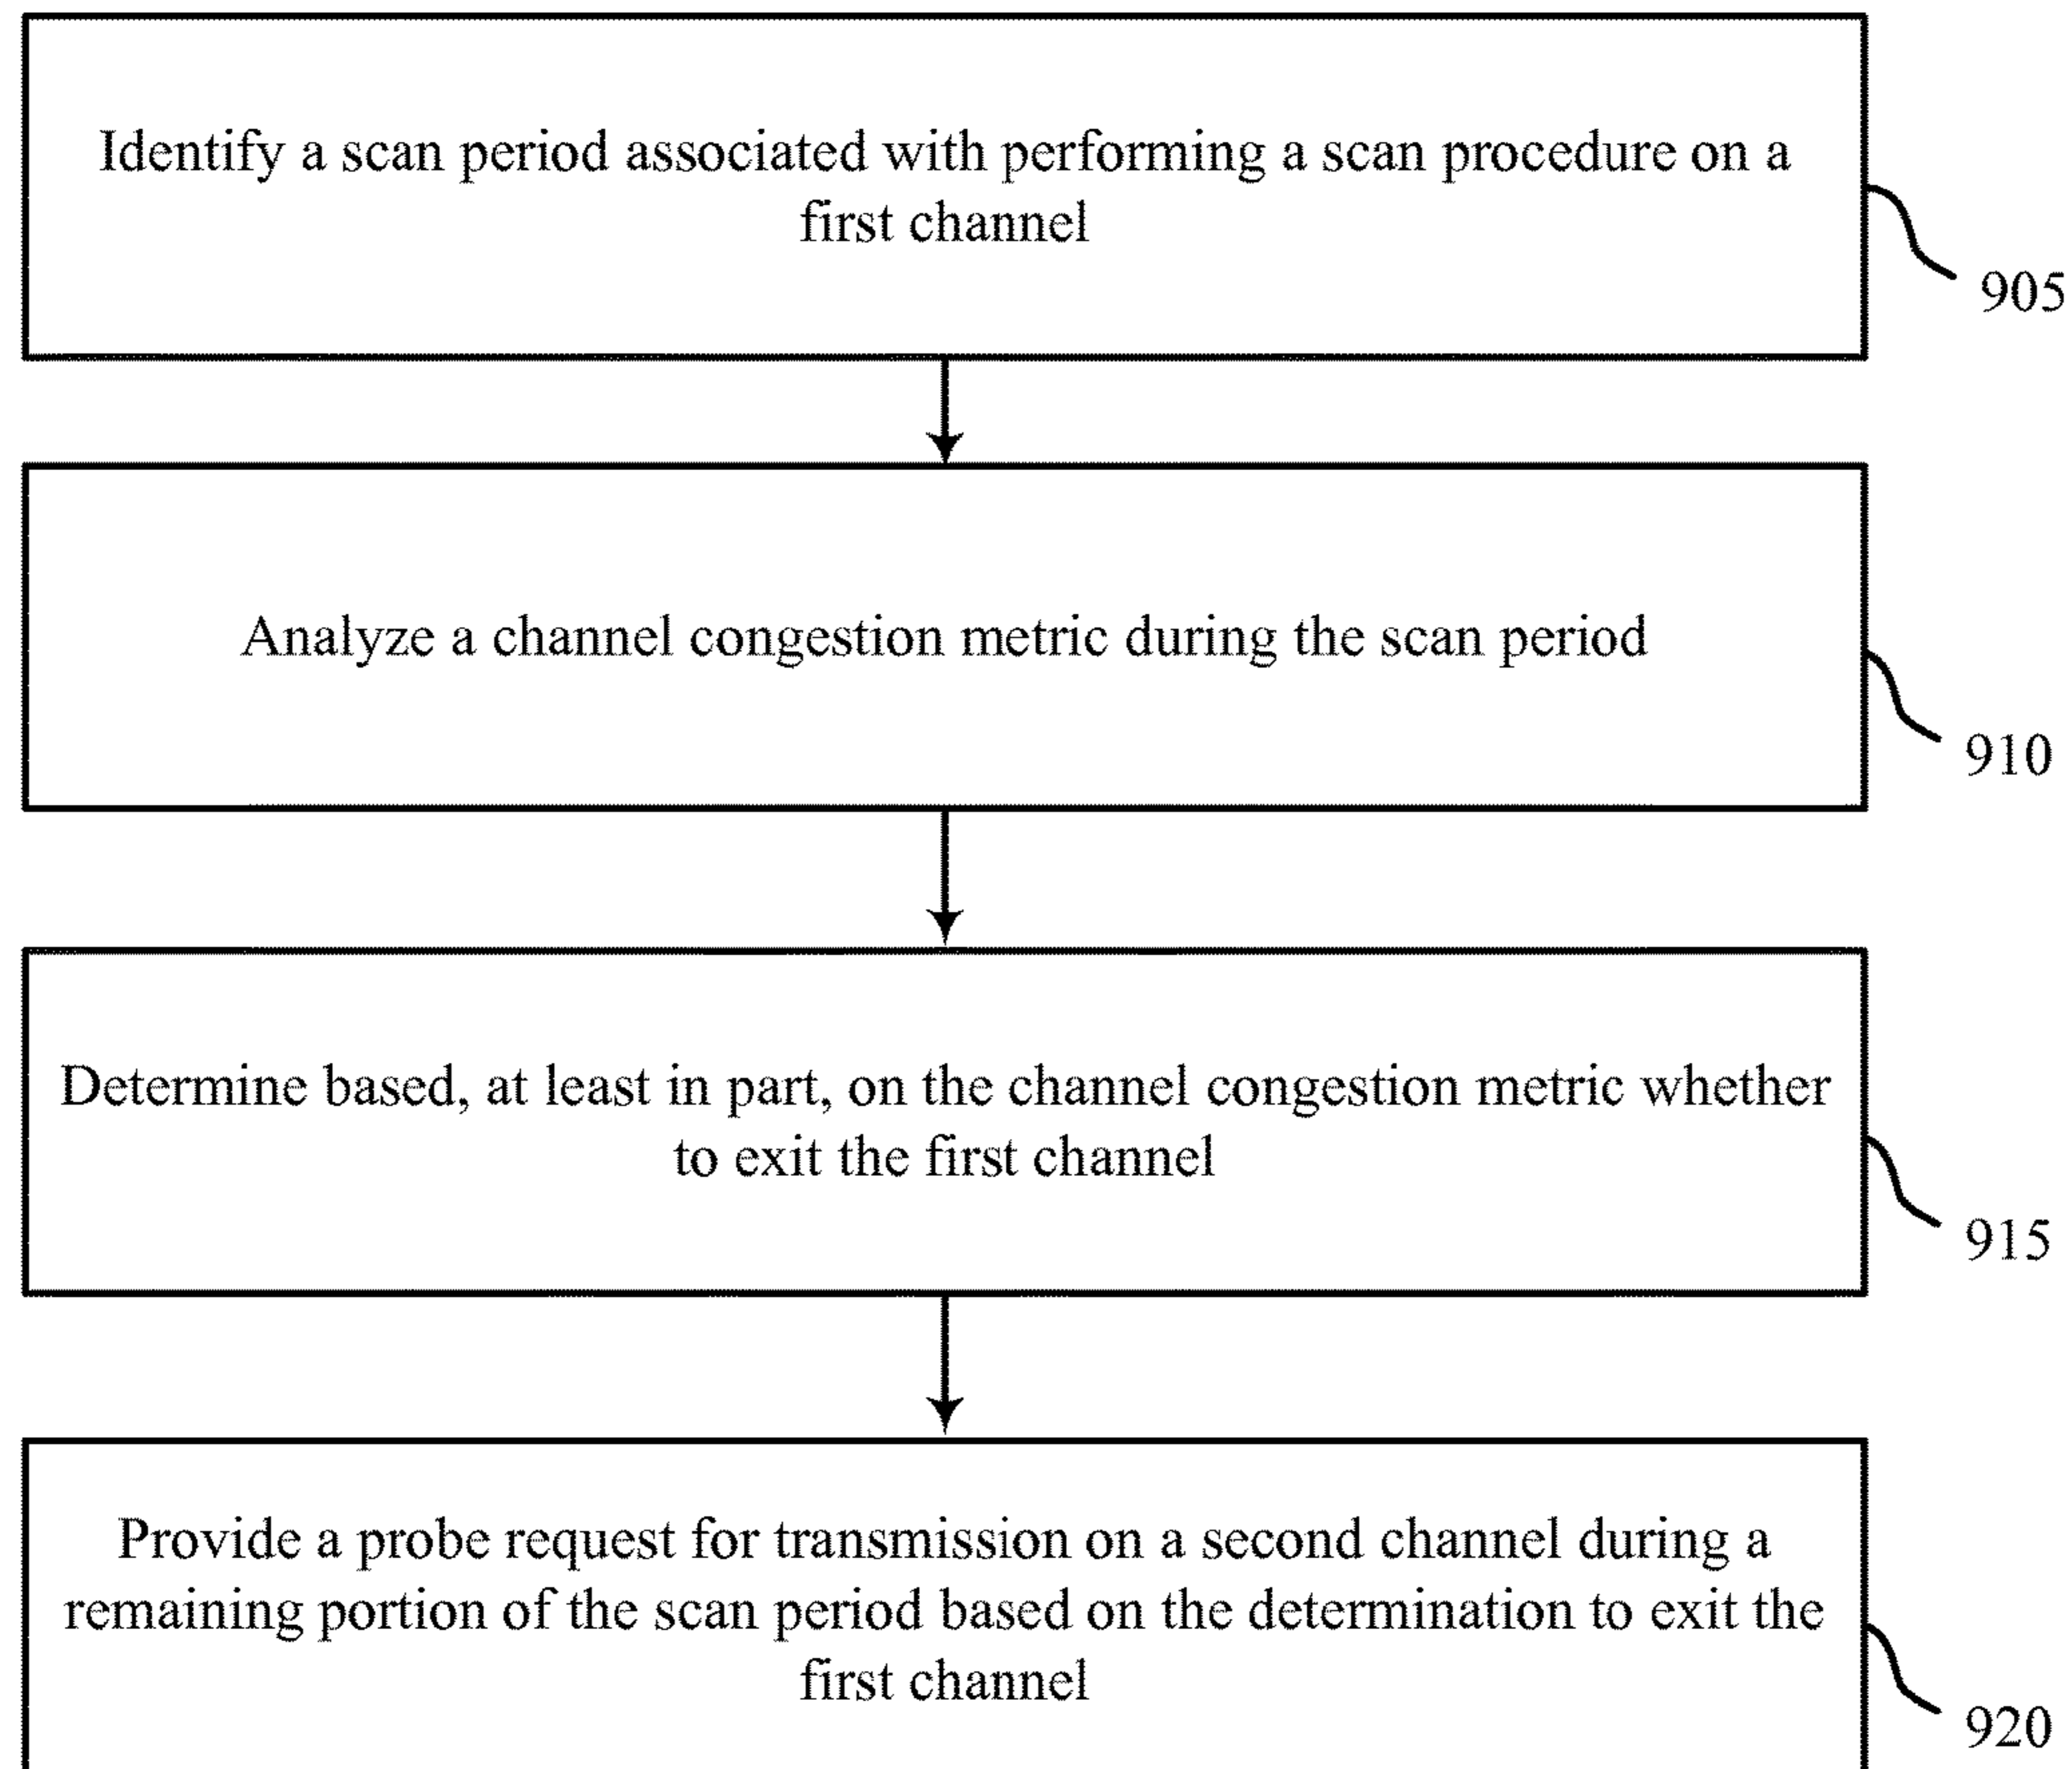 Identify a scan period associated with performing a scan procedure on a
first channel
905
Analyze a channel congestion metric during the scan period
910
Determine based, at least in part, on the channel congestion metric whether
to exit the first channel
915
Provide a probe request for transmission on a second channel during a
remaining portion of the scan period based on the determination to exit the
first channel
920